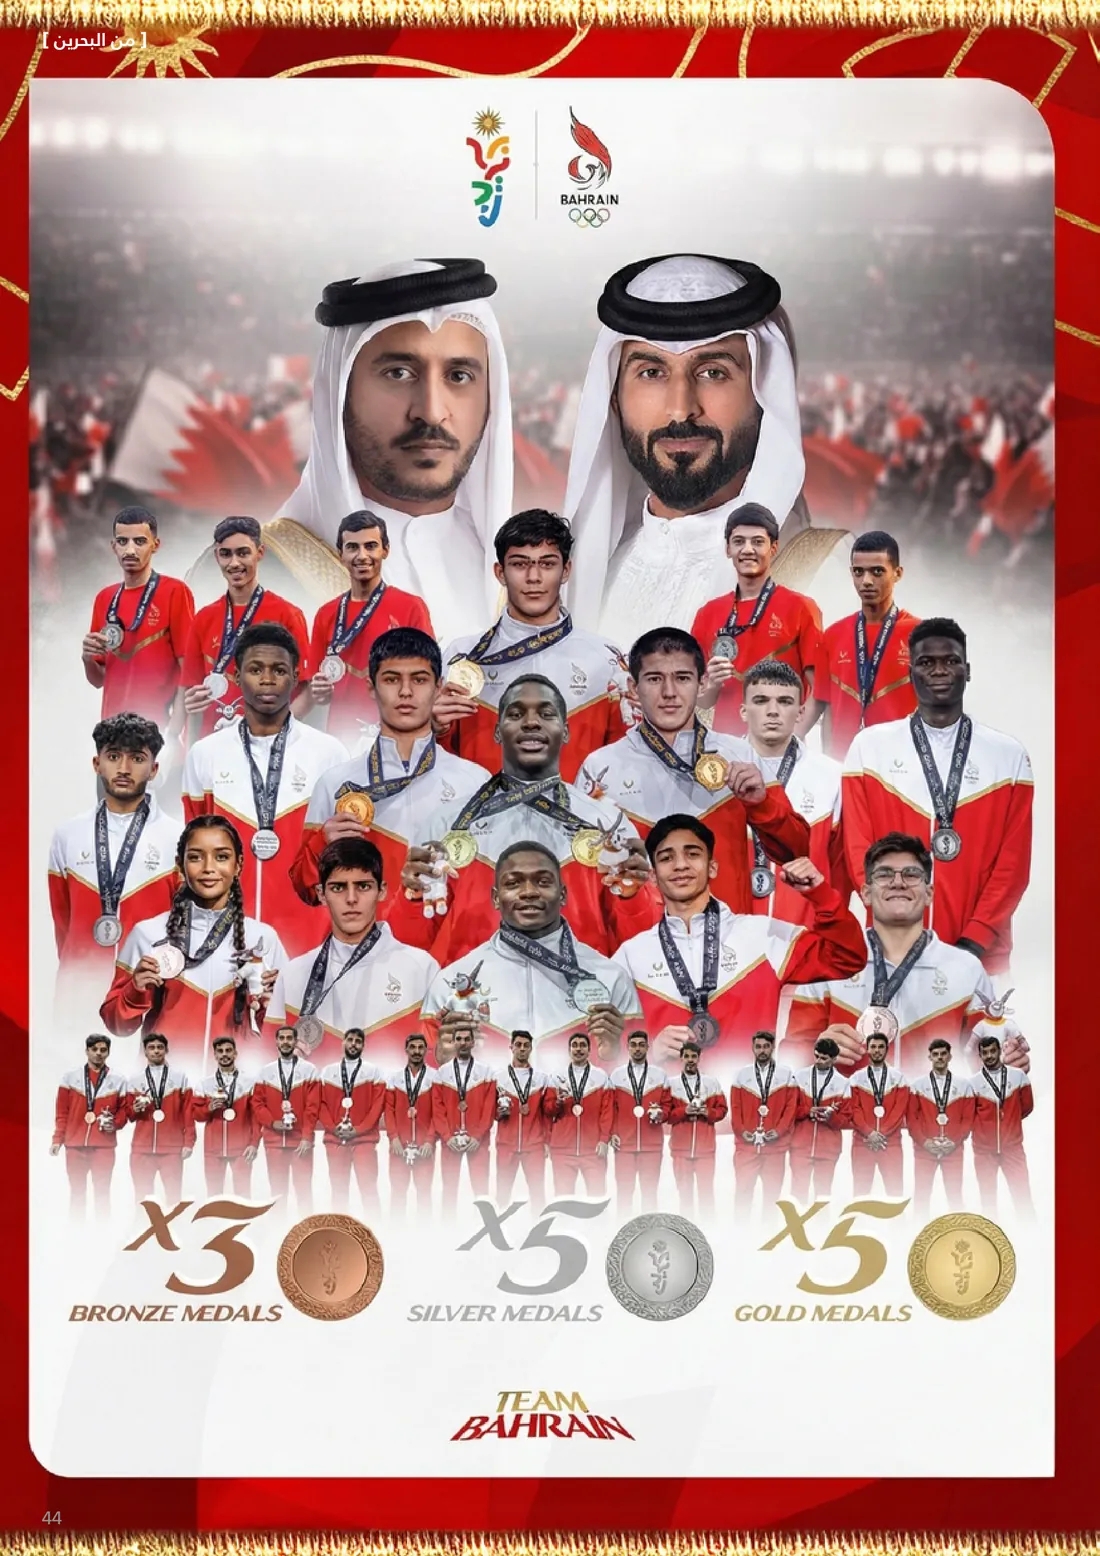 [ من البحرين ]
BAHRAIN
x3
BRONZE MEDALS
x5
SILVER MEDALS
x5
GOLD MEDALS
TEAM
BAHRAIN
44